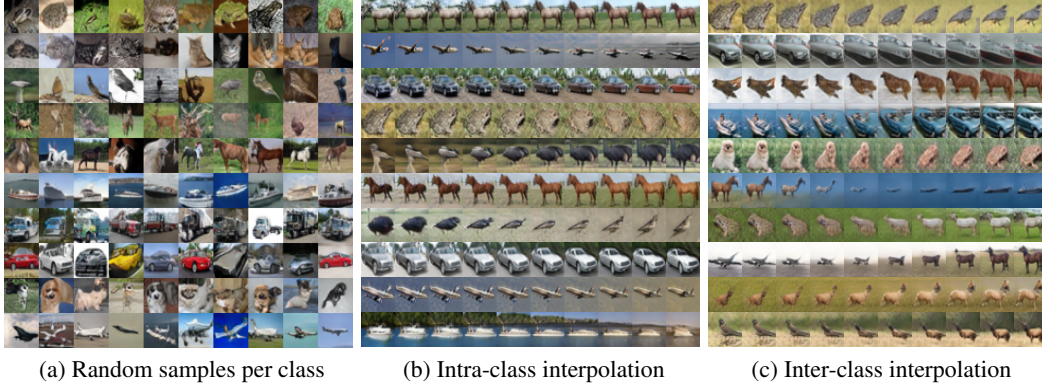 (a) Random samples per class
(b) Intra-class interpolation
(c) Inter-class interpolation